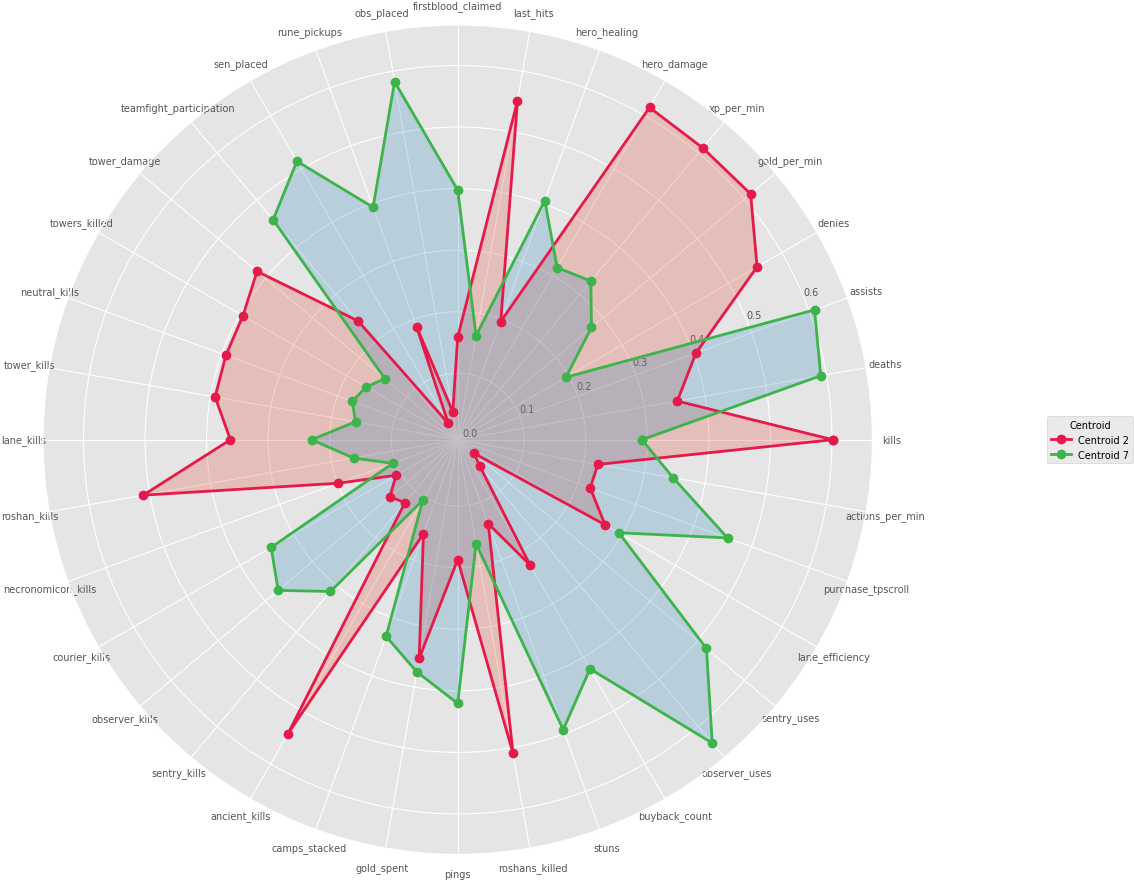 firstblood_claimed
obs_placed
last_hits
rune_pickups
hero_healing
sen_placed
hero_damage
teamfight_participation
xp_per_min
tower_damage
gold_per_min
towers_killed
denies
neutral_kills
assists
0.6
0.5
0.4
tower_kills
0.3
deaths
0.2
0.1
0.0
lane_kills
kills
Centroid
Centroid 2
Centroid 7
roshan_kills
actions_per_min
necronomicon_kills
purchase_tpscroll
courier_kills
lane_efficiency
observer_kills
sentry_uses
sentry_kills
observer_uses
ancient_kills
buyback_count
camps_stacked
stuns
gold_spent
roshans_killed
pings